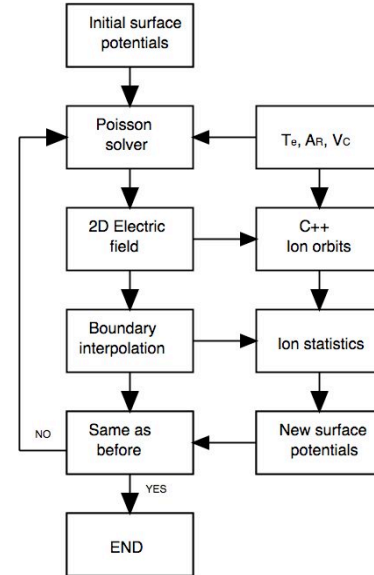 Initial surface
potentials
Poisson
solver
Te, AR, VC
2D Electric
field
C++
Ion orbits
Boundary
interpolation
Ion statistics
Same as
before
New surface
potentials
NO
YES
END